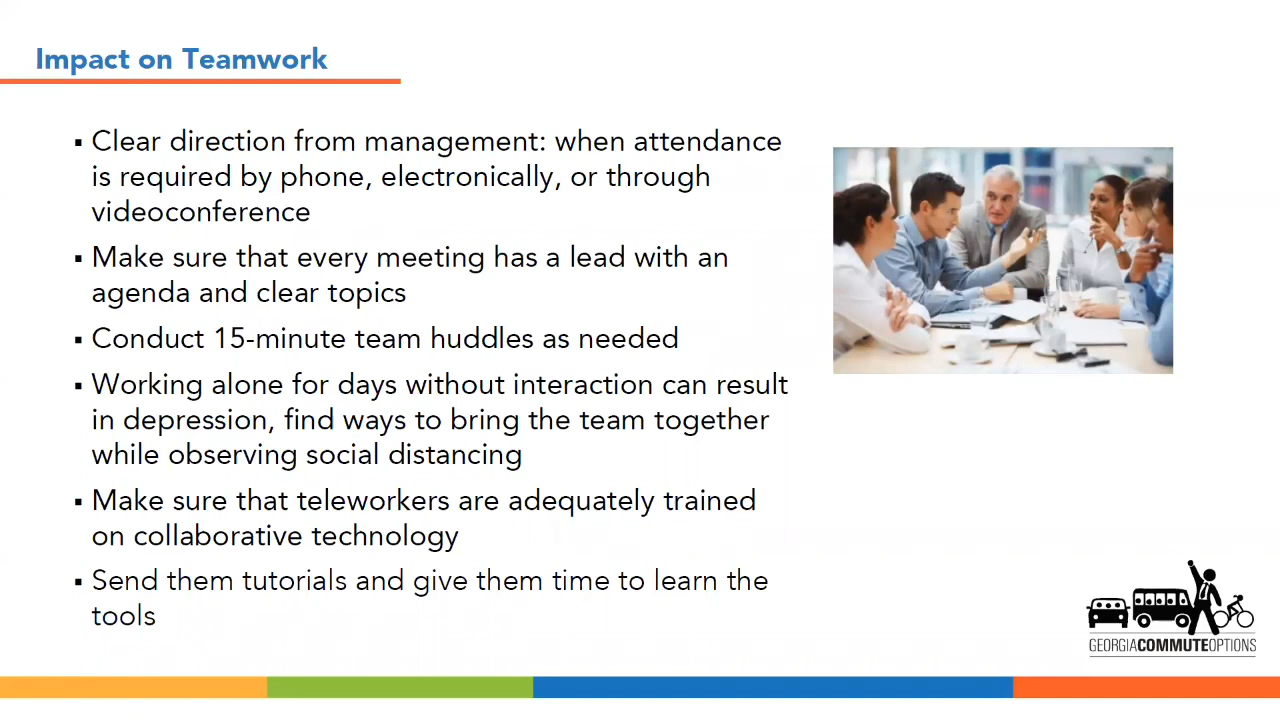 Impact on Teamwork
▪ Clear direction from management: when attendance
is required by phone, electronically, or through
videoconference
▪ Make sure that every meeting has a lead with an
agenda and clear topics
▪ Conduct 15-minute team huddles as needed
▪ Working alone for days without interaction can result
in depression, find ways to bring the team together
while observing social distancing
▪ Make sure that teleworkers are adequately trained
on collaborative technology
▪ Send them tutorials and give them time to learn the
tools
GEORGIACOMMUTEOPTIONS